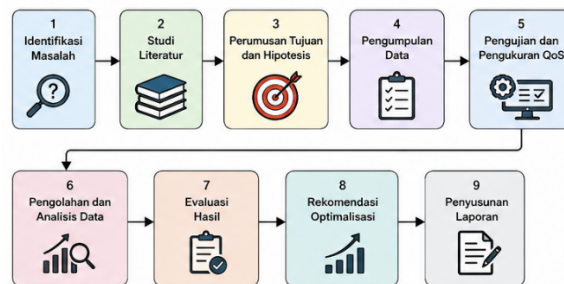 1
Identifikasi
Masalah
?
2
Studi
Literatur
3
Perumusan Tujuan
dan Hipotesis
4
Pengumpulan
Data
5
Pengujian dan
Pengukuran QoS
6
Pengolahan dan
Analisis Data
7
Evaluasi
Hasil
8
Rekomendasi
Optimalisasi
9
Penyusunan
Laporan